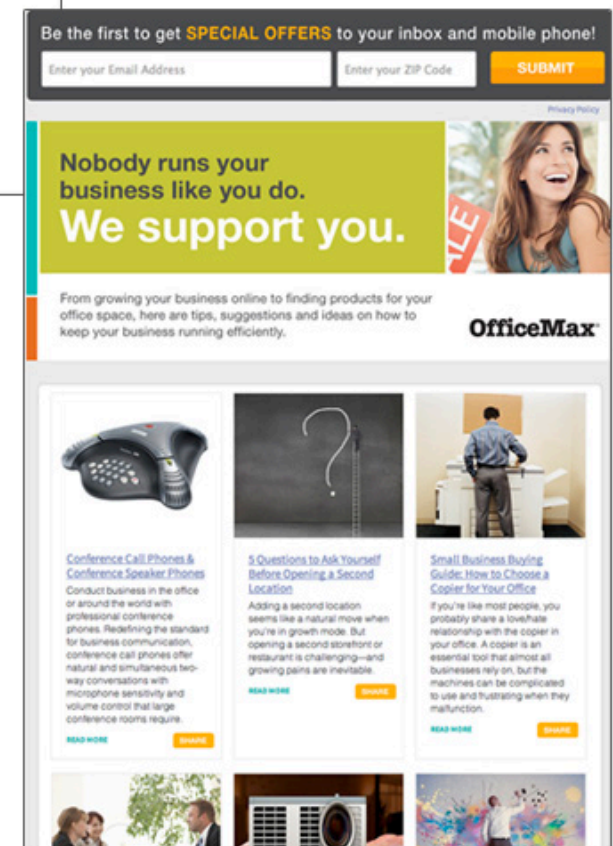 Be the first to get SPECIAL OFFERS to your inbox and mobile phone!
Enter your Email Address
Enter your ZIP Code
SUBMIT
Privacy Policy
Nobody runs your
business like you do.
We support you.
SALE
From growing your business online to finding products for your
office space, here are tips, suggestions and ideas on how to
keep your business running efficiently.
OfficeMax
Conference Call Phones &
Conference Speaker Phones
Conduct business in the office
or around the world with
professional conference
phones. Redefining the standard
for business communication,
conference call phones offer
natural and simultaneous two-
way conversations with
microphone sensitivity and
volume control that large
conference rooms require.
READ MORE
SHARE
5 Questions to Ask Yourself
Before Opening a Second
Location
Adding a second location
seems like a natural move when
you're in growth mode. But
opening a second storefront or
restaurant is challenging—and
growing pains are inevitable.
READ MORE
SHARE
Small Business Buying
Guide: How to Choose a
Copier for Your Office
If you're like most people, you
probably share a love/hate
relationship with the copier in
your office. A copier is an
essential tool that almost all
businesses rely on, but the
machines can be complicated
to use and frustrating when they
malfunction.
READ MORE
SHARE